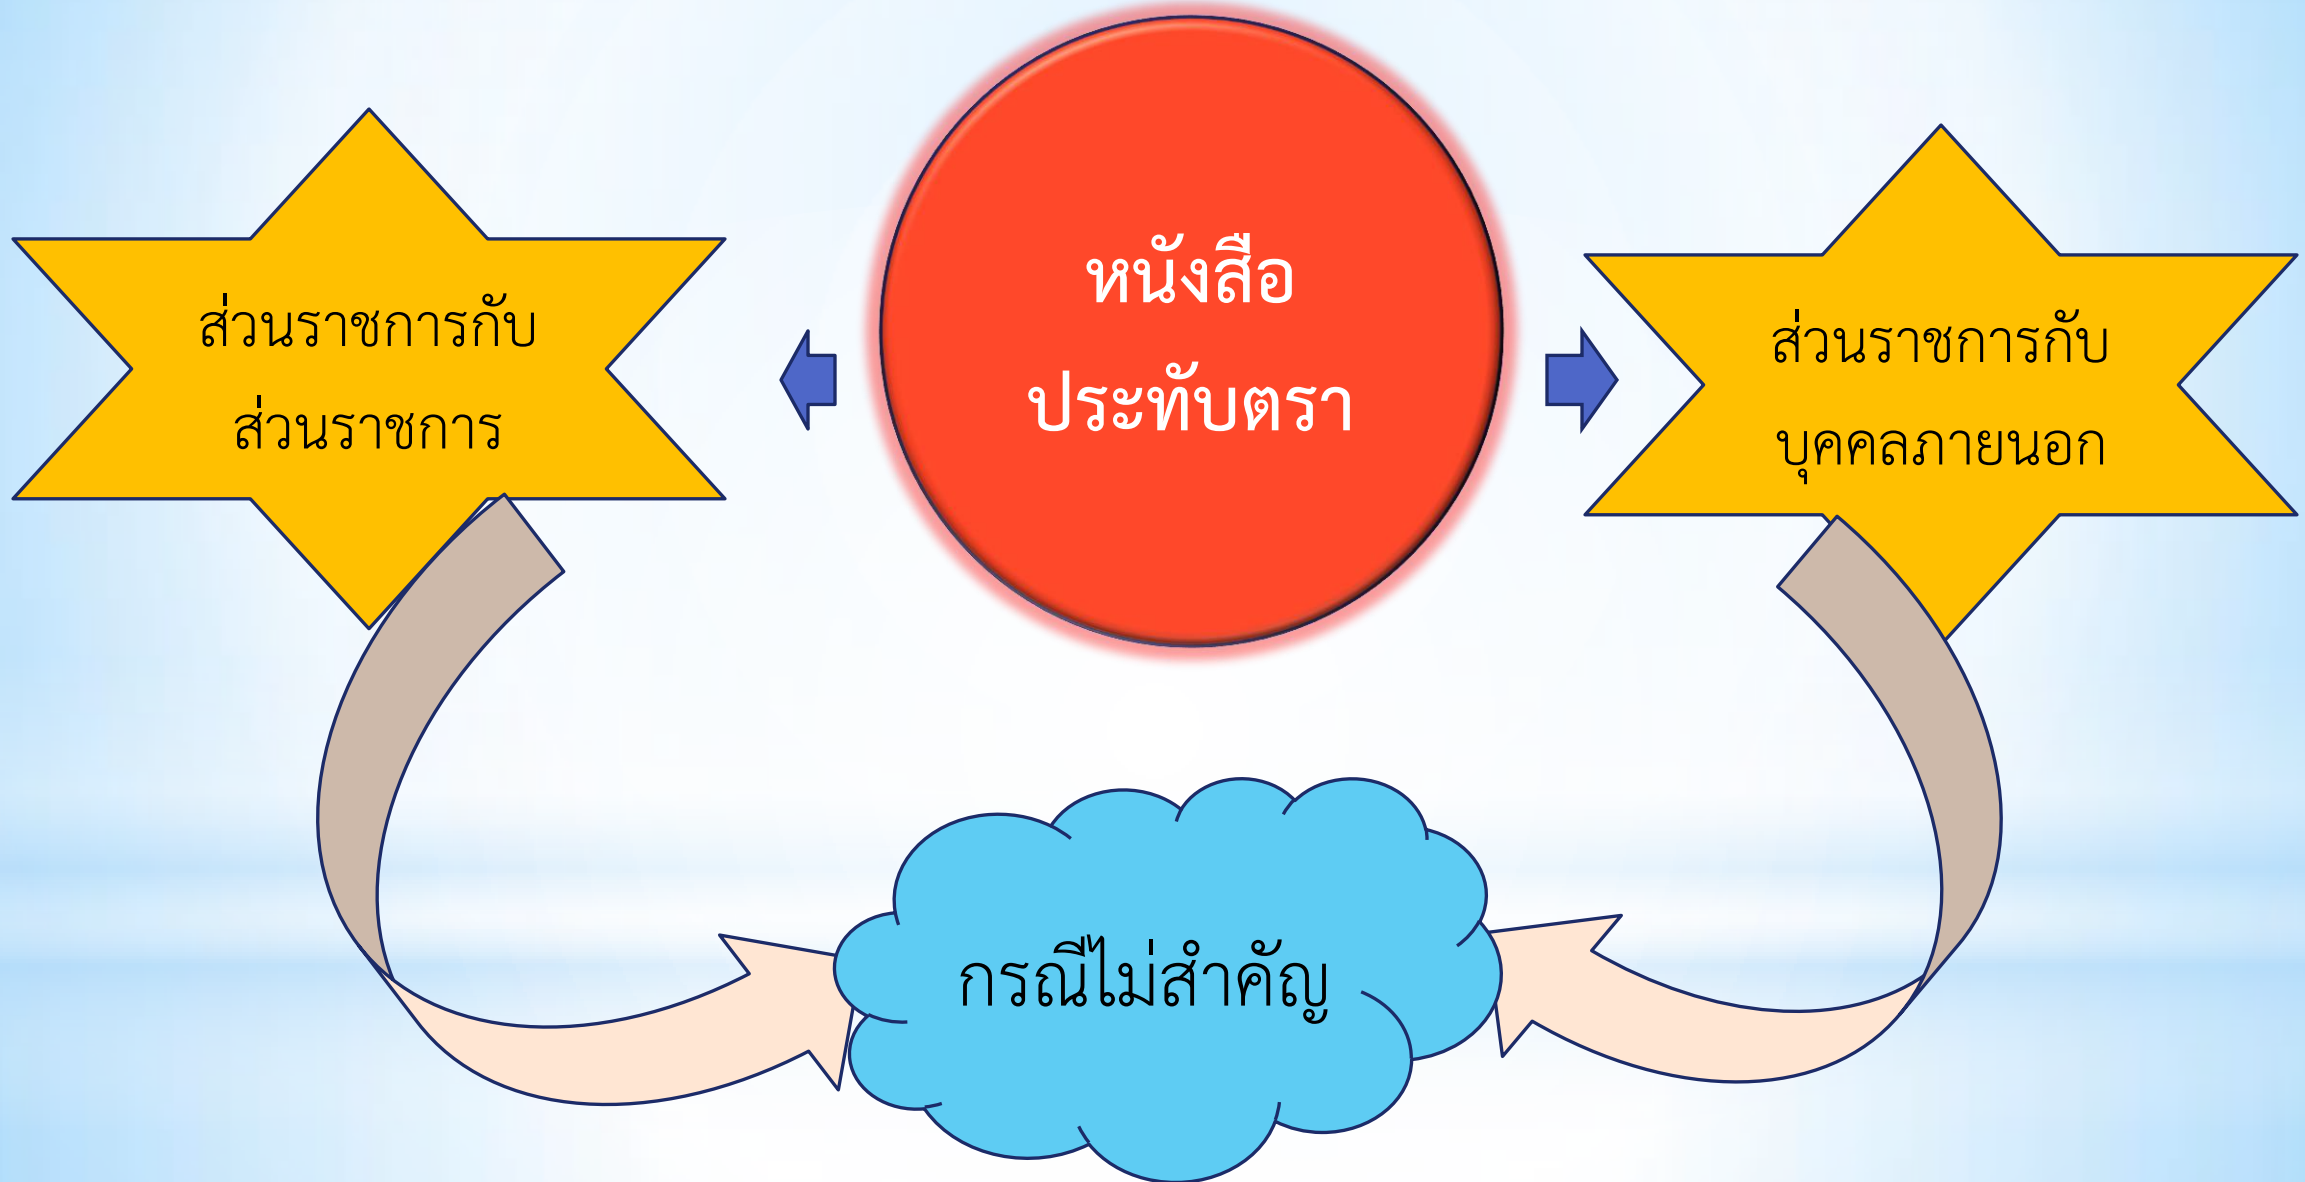 หนังสือ
ประทับตรา
ส่วนราชการกับ
ส่วนราชการ
ส่วนราชการกับ
บุคคลภายนอก
กรณีไม่สำคัญ